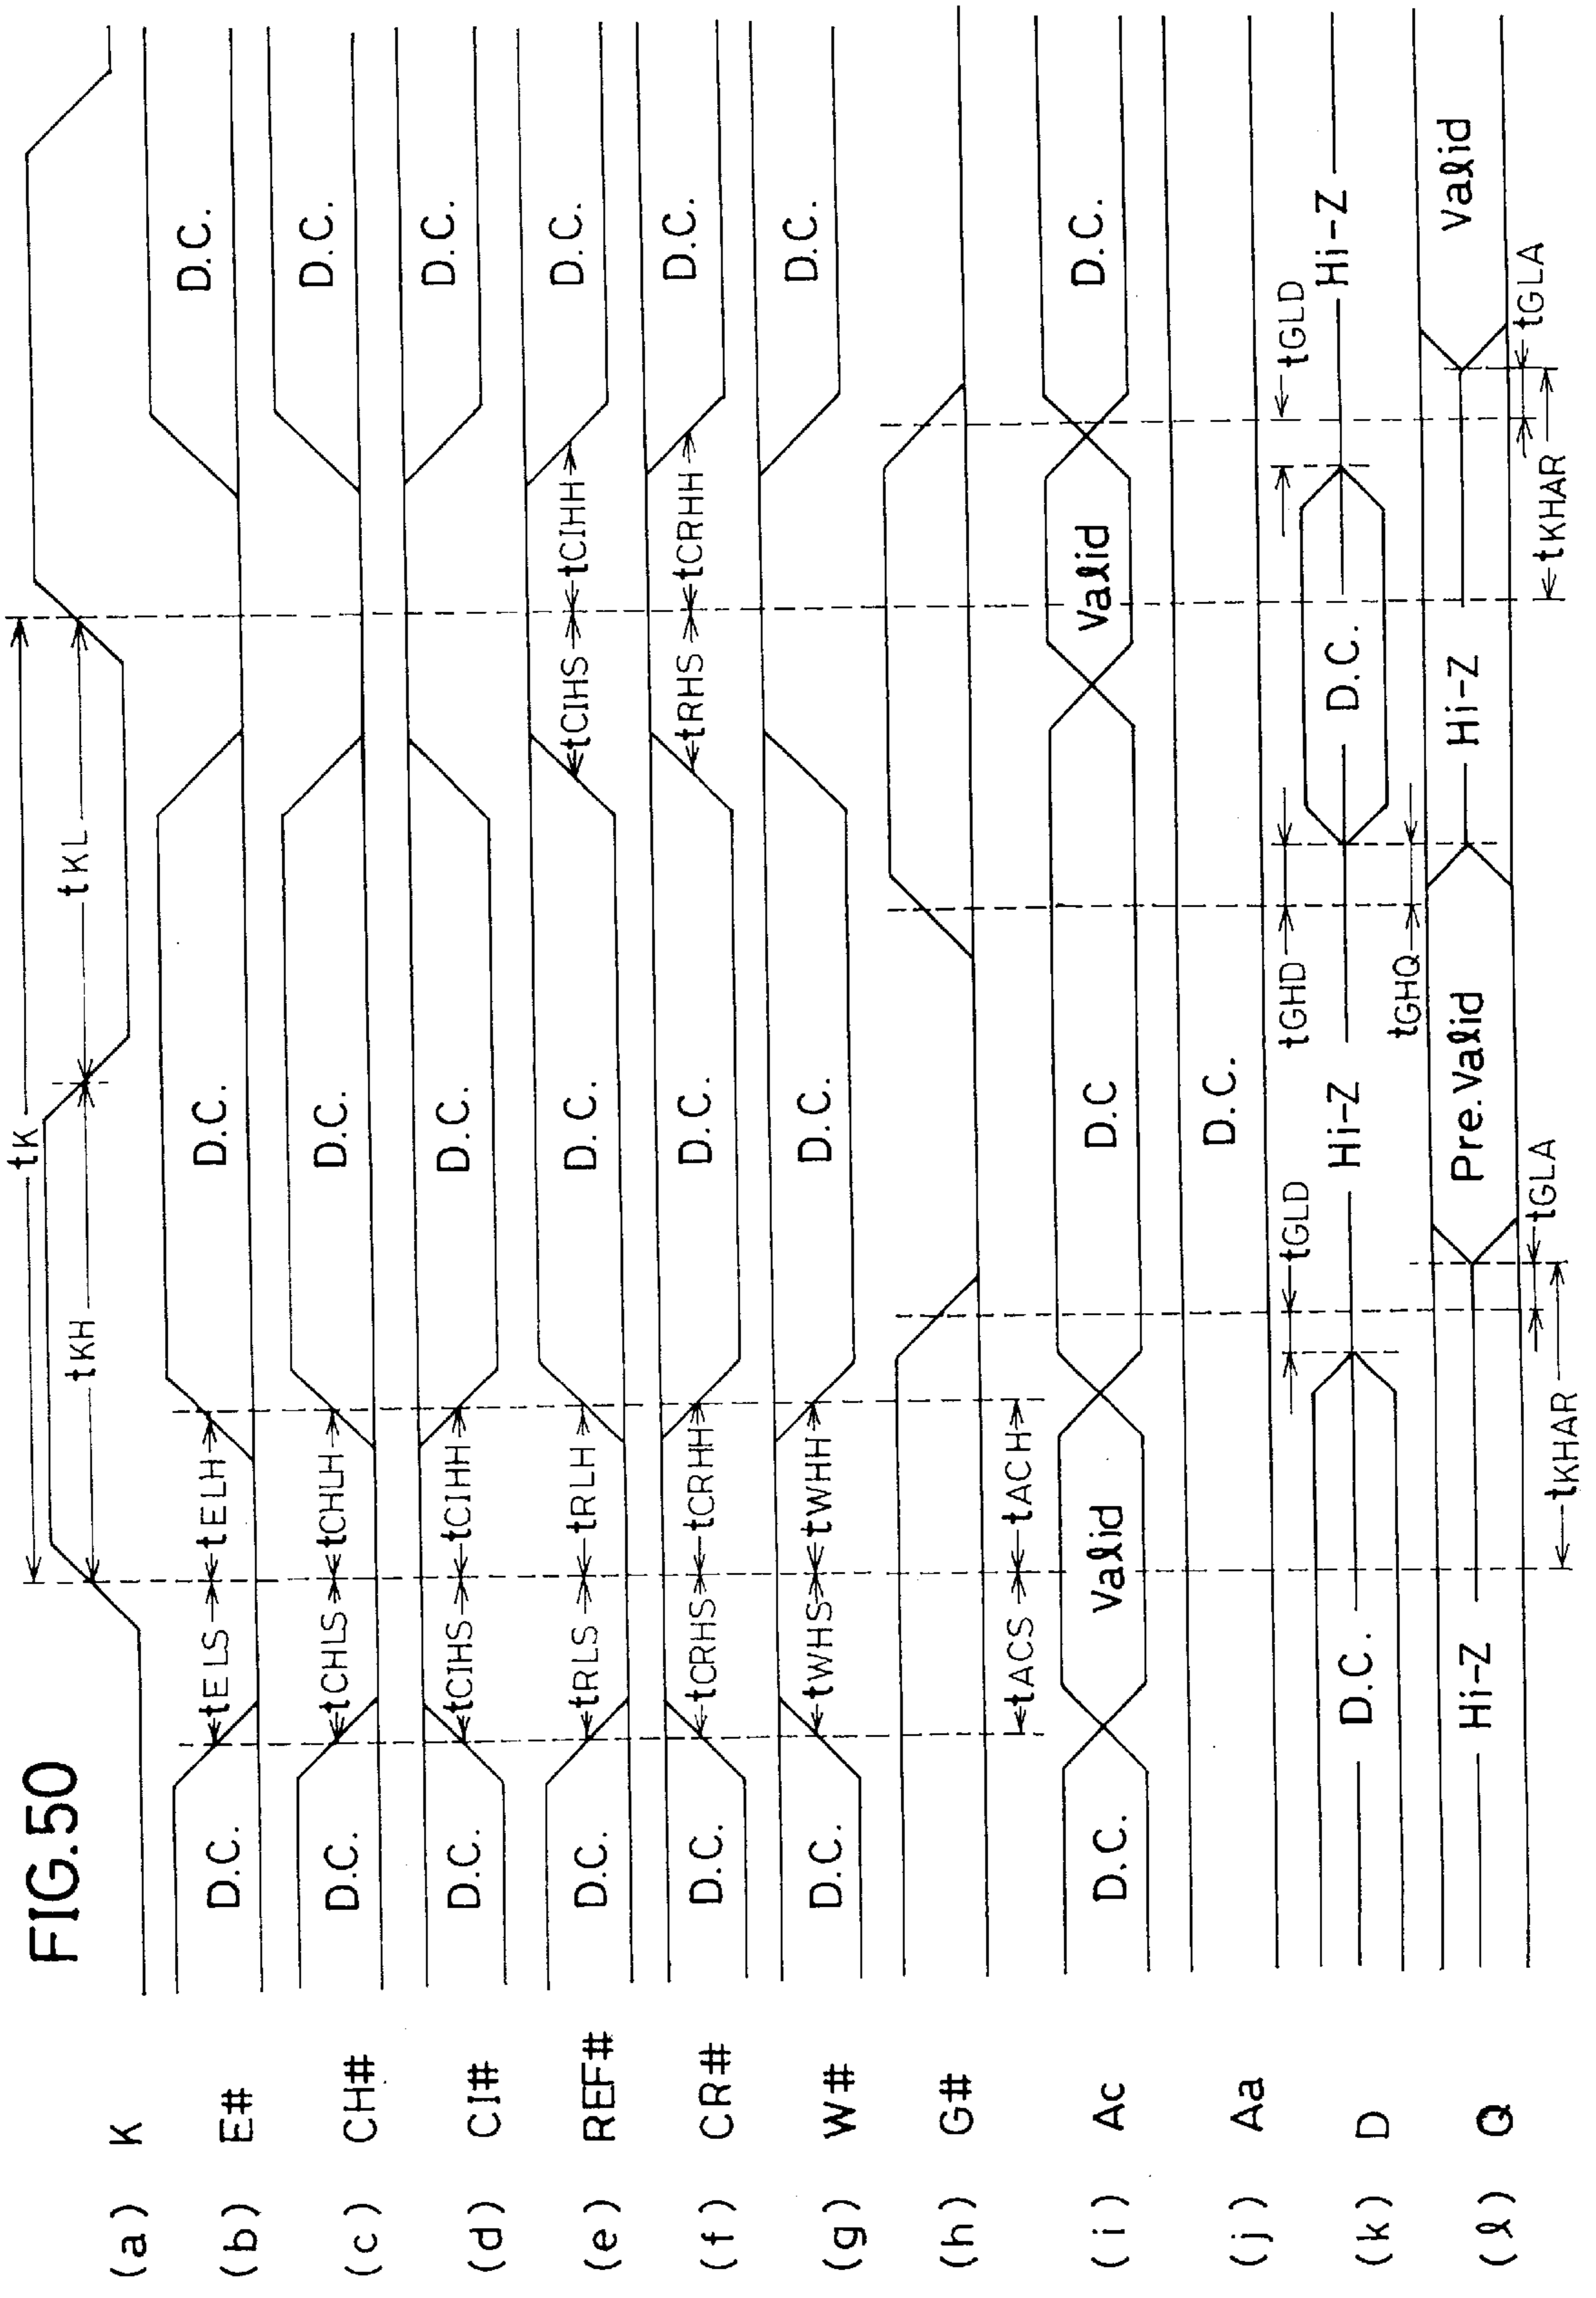 FIG.50
tK
(a) K tKH tKL
(b) E# D.C. tELS tELH D.C. D.C.
(c) CH# D.C. tCHLS tCHLH D.C. D.C.
(d) CI# D.C. tCIHS tCIHH D.C. D.C.
(e) REF# D.C. tRLS tRLH D.C. tCIHS tCIHH D.C.
(f) CR# D.C. tCRHS tCRHH D.C. tRHS tCRHH D.C.
(g) W# D.C. tWHS tWHH D.C. D.C.
(h) G#
tACS tACH
(i) Ac D.C. Valid D.C Valid D.C.
(j) Aa D.C.
tGLD tGHD tGLD
(k) D D.C. Hi-Z D.C. Hi-Z
tGHQ
(l) Q Hi-Z Pre.Valid Hi-Z Valid
tGLA tGLA
tKHAR tKHAR